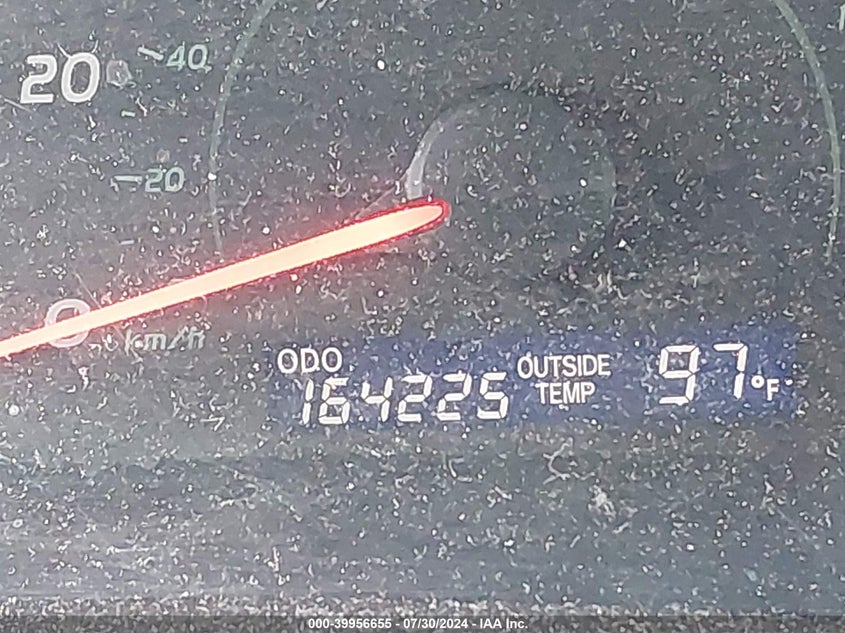 20
40
20
0
km/h
ODO
164225
OUTSIDE
TEMP
97°F
000-39956655 - 07/30/2024 - IAA Inc.